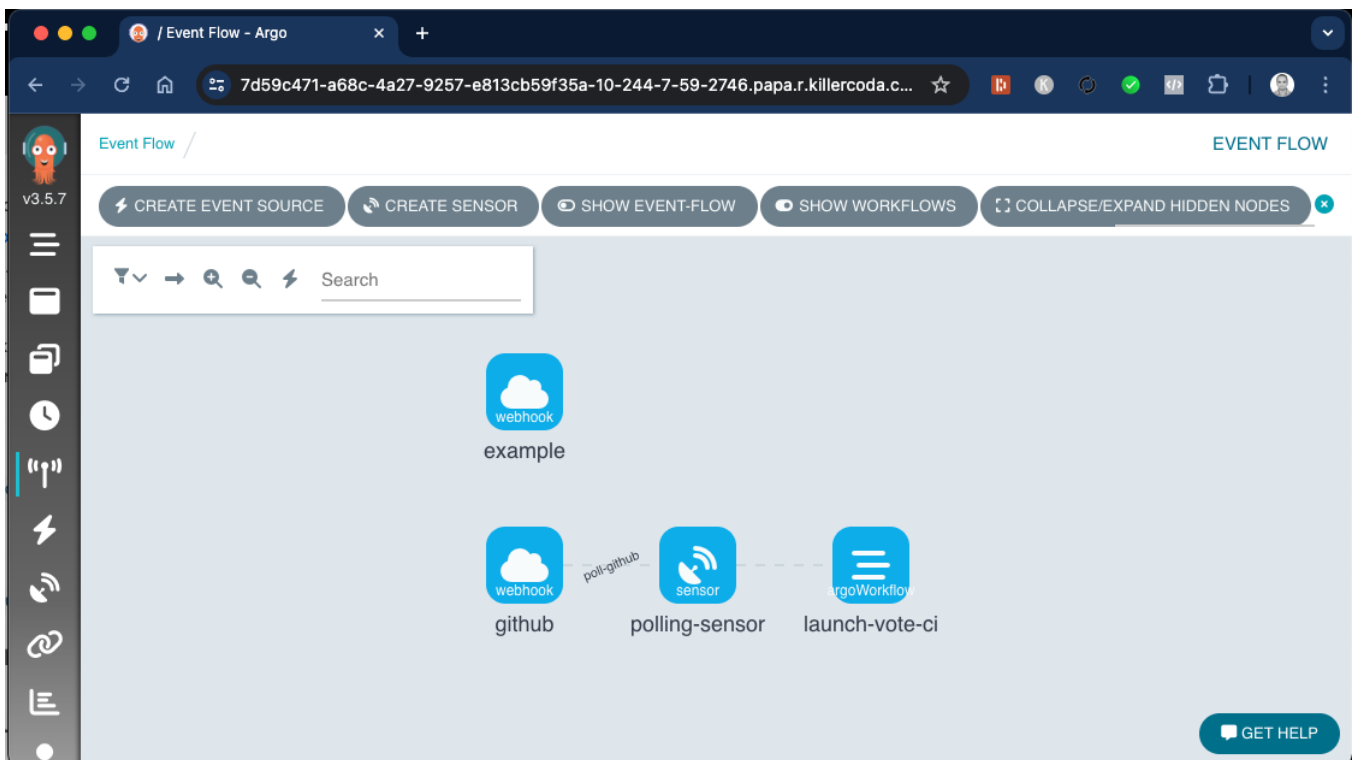 / Event Flow - Argo
7d59c471-a68c-4a27-9257-e813cb59f35a-10-244-7-59-2746.papa.r.killercoda.c...
Event Flow /
EVENT FLOW
v3.5.7
CREATE EVENT SOURCE
CREATE SENSOR
SHOW EVENT-FLOW
SHOW WORKFLOWS
COLLAPSE/EXPAND HIDDEN NODES
Search
webhook
example
webhook
poll-github
sensor
argoWorkflow
github
polling-sensor
launch-vote-ci
GET HELP